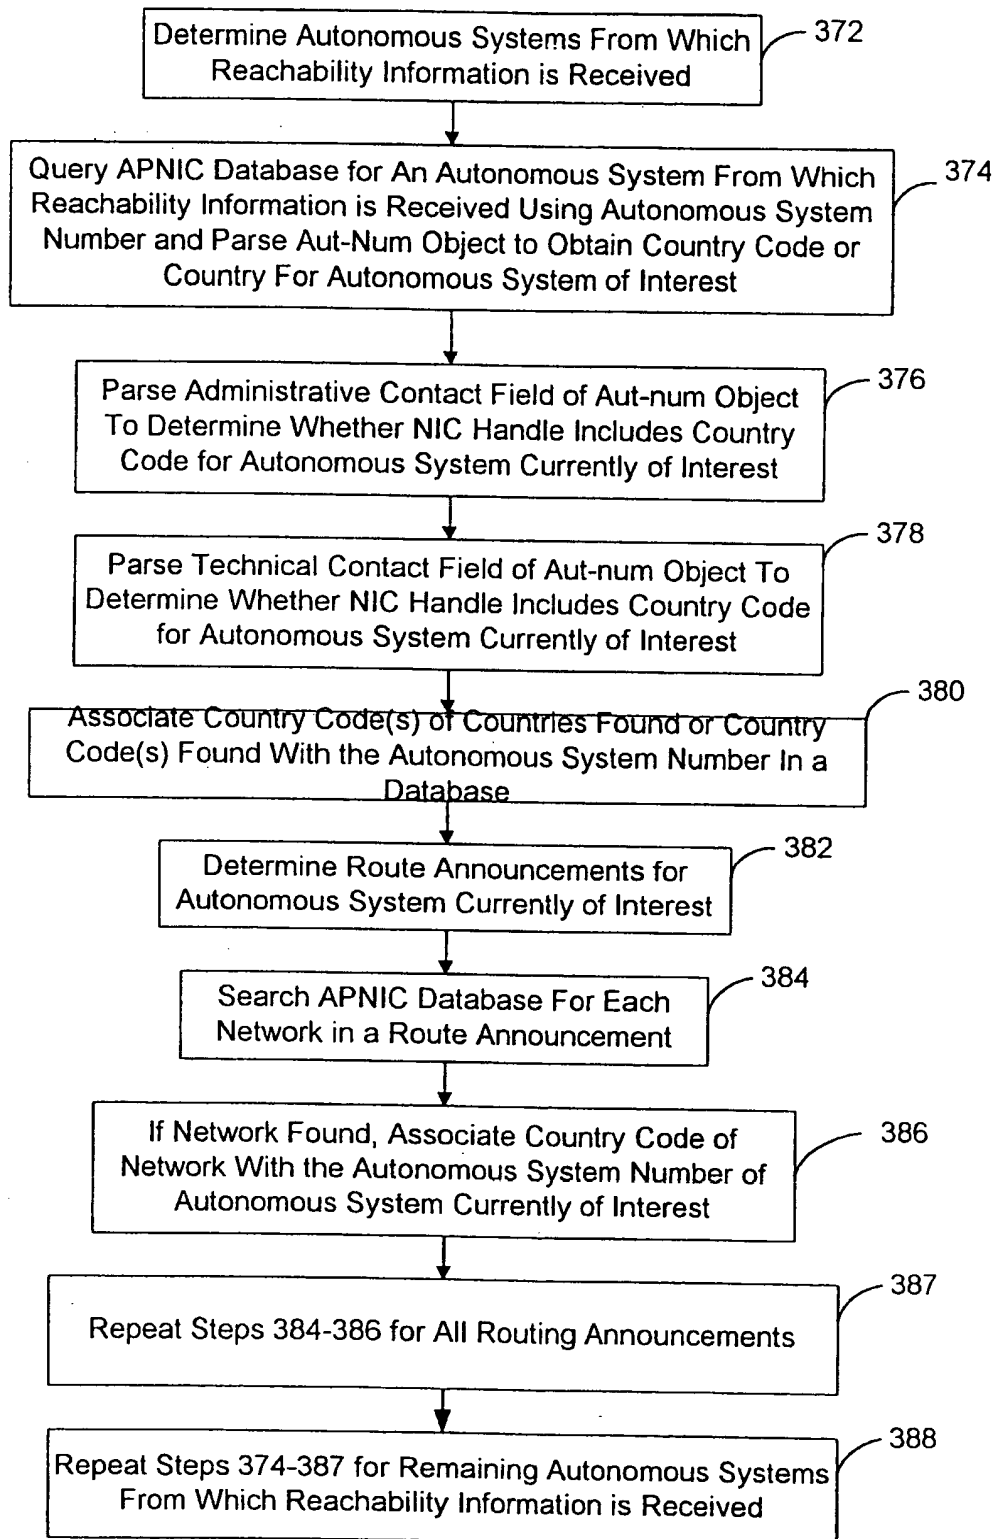 Determine Autonomous Systems From Which
Reachability Information is Received
372
Query APNIC Database for An Autonomous System From Which
Reachability Information is Received Using Autonomous System
Number and Parse Aut-Num Object to Obtain Country Code or
Country For Autonomous System of Interest
374
Parse Administrative Contact Field of Aut-num Object
To Determine Whether NIC Handle Includes Country
Code for Autonomous System Currently of Interest
376
Parse Technical Contact Field of Aut-num Object To
Determine Whether NIC Handle Includes Country Code
for Autonomous System Currently of Interest
378
Associate Country Code(s) of Countries Found or Country
Code(s) Found With the Autonomous System Number In a
Database
380
Determine Route Announcements for
Autonomous System Currently of Interest
382
Search APNIC Database For Each
Network in a Route Announcement
384
If Network Found, Associate Country Code of
Network With the Autonomous System Number of
Autonomous System Currently of Interest
386
Repeat Steps 384-386 for All Routing Announcements
387
Repeat Steps 374-387 for Remaining Autonomous Systems
From Which Reachability Information is Received
388